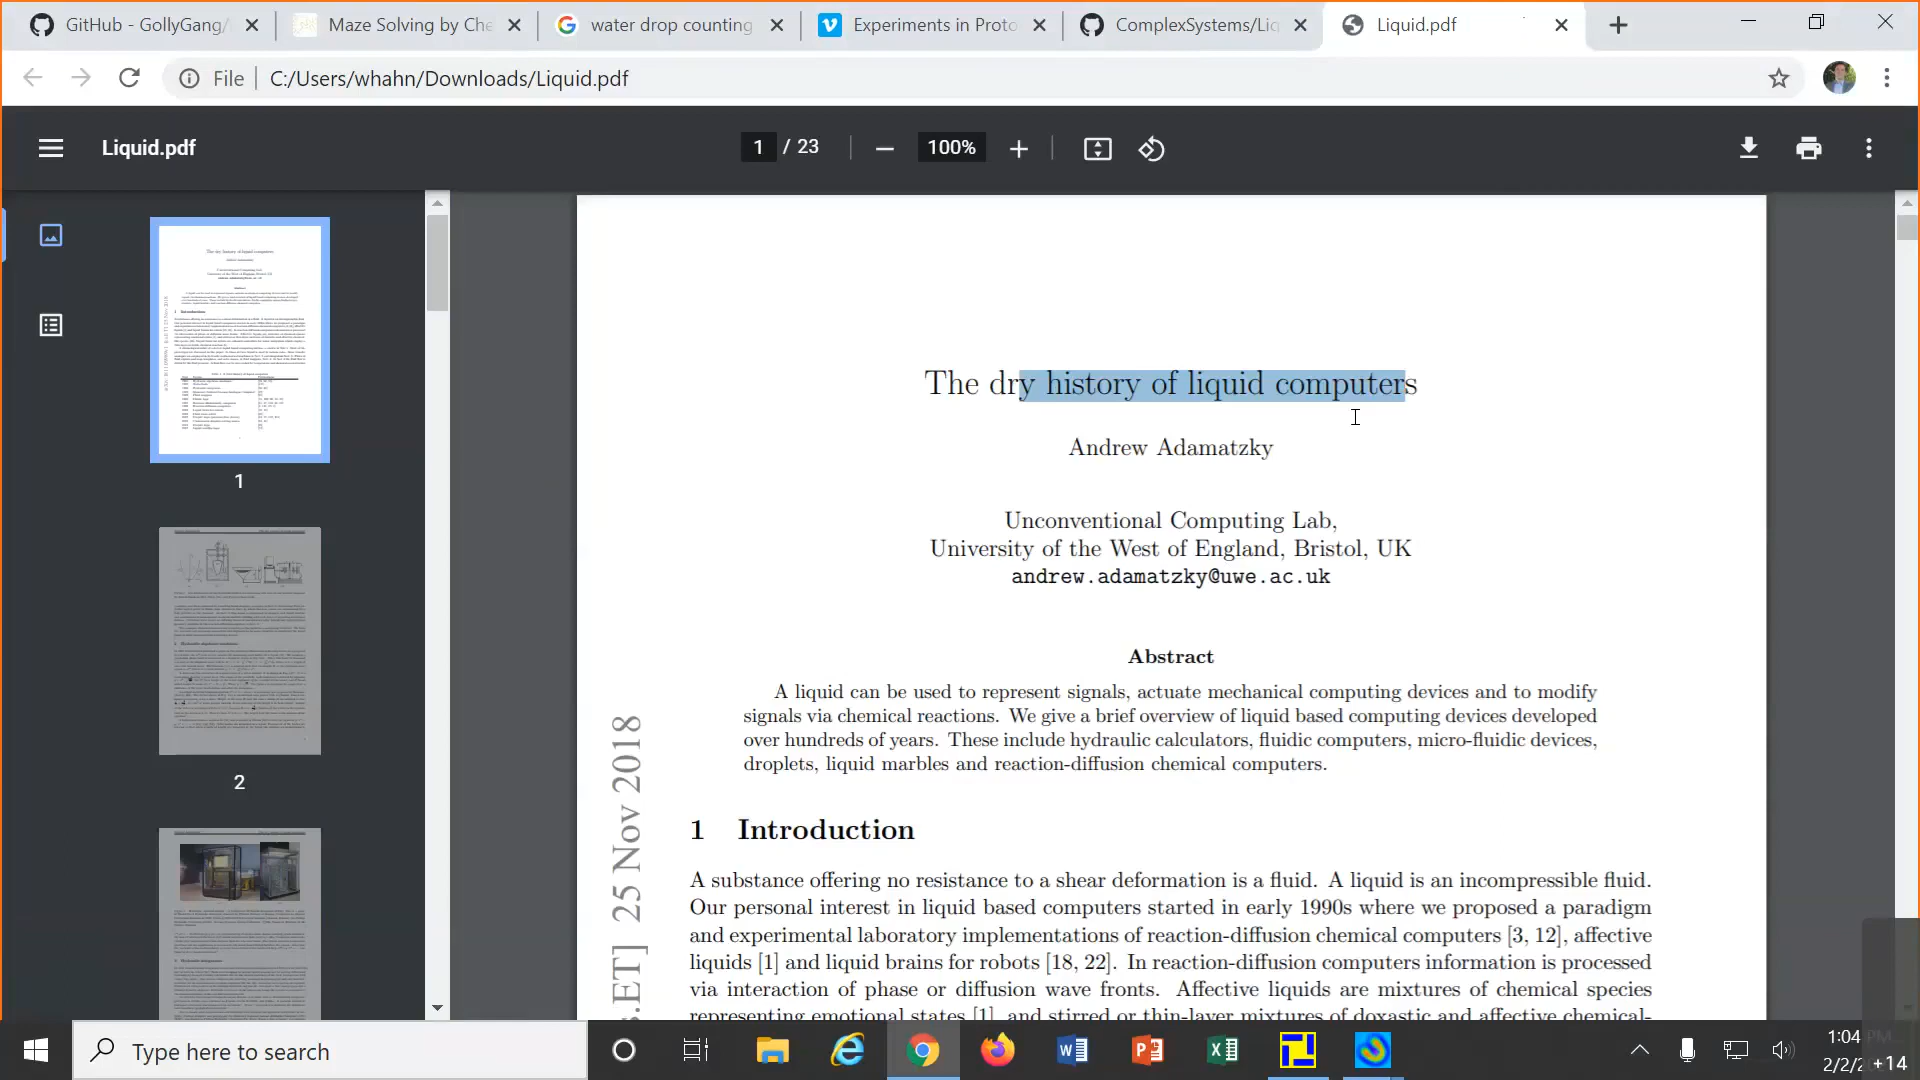 GitHub - GollyGang/
Maze Solving by Che
water drop counting
Experiments in Proto
ComplexSystems/Liq
Liquid.pdf
File
C:/Users/whahn/Downloads/Liquid.pdf
Liquid.pdf
1 / 23
100%
The dry history of liquid computers
Andrew Adamatzky
Unconventional Computing Lab,
University of the West of England, Bristol, UK
andrew.adamatzky@uwe.ac.uk
Abstract
A liquid can be used to represent signals, actuate mechanical computing devices and to modify
signals via chemical reactions. We give a brief overview of liquid based computing devices developed
over hundreds of years. These include hydraulic calculators, fluidic computers, micro-fluidic devices,
droplets, liquid marbles and reaction-diffusion chemical computers.
1 Introduction
A substance offering no resistance to a shear deformation is a fluid. A liquid is an incompressible fluid.
Our personal interest in liquid based computers started in early 1990s where we proposed a paradigm
and experimental laboratory implementations of reaction-diffusion chemical computers [3, 12], affective
liquids [1] and liquid brains for robots [18, 22]. In reaction-diffusion computers information is processed
via interaction of phase or diffusion wave fronts. Affective liquids are mixtures of chemical species
representing emotional states [1], and stirred or thin-layer mixtures of doxastic and affective chemical-
s.ET] 25 Nov 2018
1
2
Type here to search
1:04 PM
2/2/2
+14